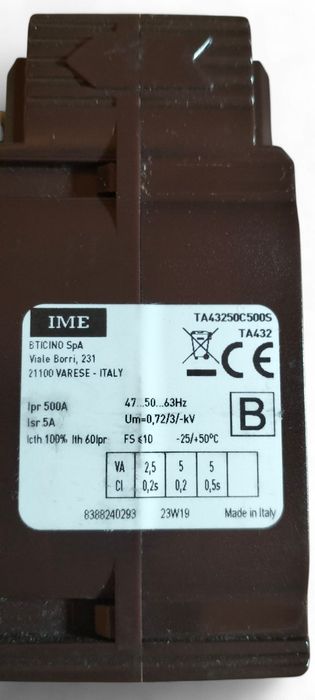 IME
TA43250C500S
TA432
BTICINO SpA
Viale Borri, 231
21100 VARESE - ITALY
CE
B
Ipr 500A
47...50...63Hz
Isr 5A
Um=0,72/3/-kV
Icth 100% Ith 60Ipr
FS ≤10
-25/+50°C
VA 2,5 5 5
Cl 0,2s 0,2 0,5s
8388240293
23W19
Made in Italy